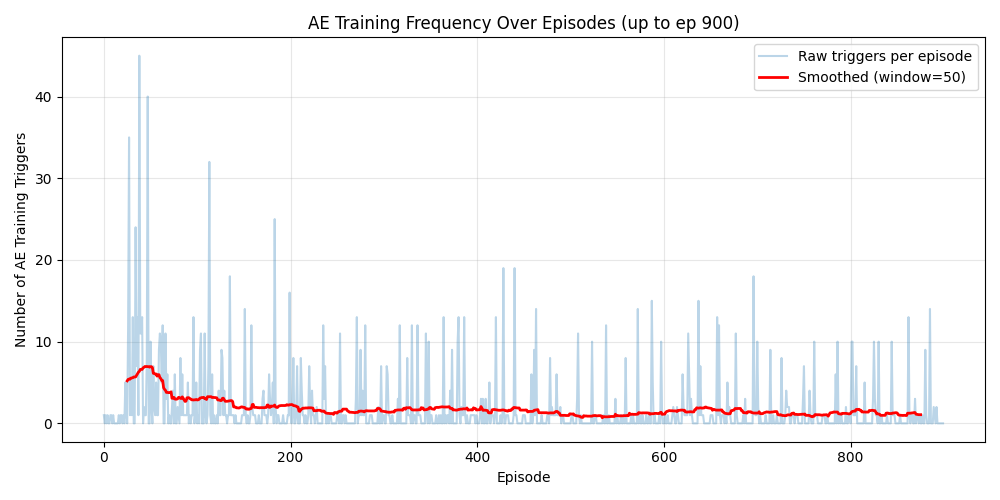 AE Training Frequency Over Episodes (up to ep 900)
Raw triggers per episode
Smoothed (window=50)
Number of AE Training Triggers
40
30
20
10
0
0 200 400 600 800
Episode